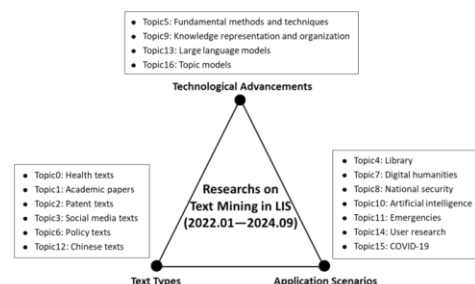 Topic5: Fundamental methods and techniques
Topic9: Knowledge representation and organization
Topic13: Large language models
Topic16: Topic models
Technological Advancements
Topic0: Health texts
Topic1: Academic papers
Topic2: Patent texts
Topic3: Social media texts
Topic6: Policy texts
Topic12: Chinese texts
Researchs on
Text Mining in LIS
(2022.01—2024.09)
Topic4: Library
Topic7: Digital humanities
Topic8: National security
Topic10: Artificial intelligence
Topic11: Emergencies
Topic14: User research
Topic15: COVID-19
Text Types
Application Scenarios